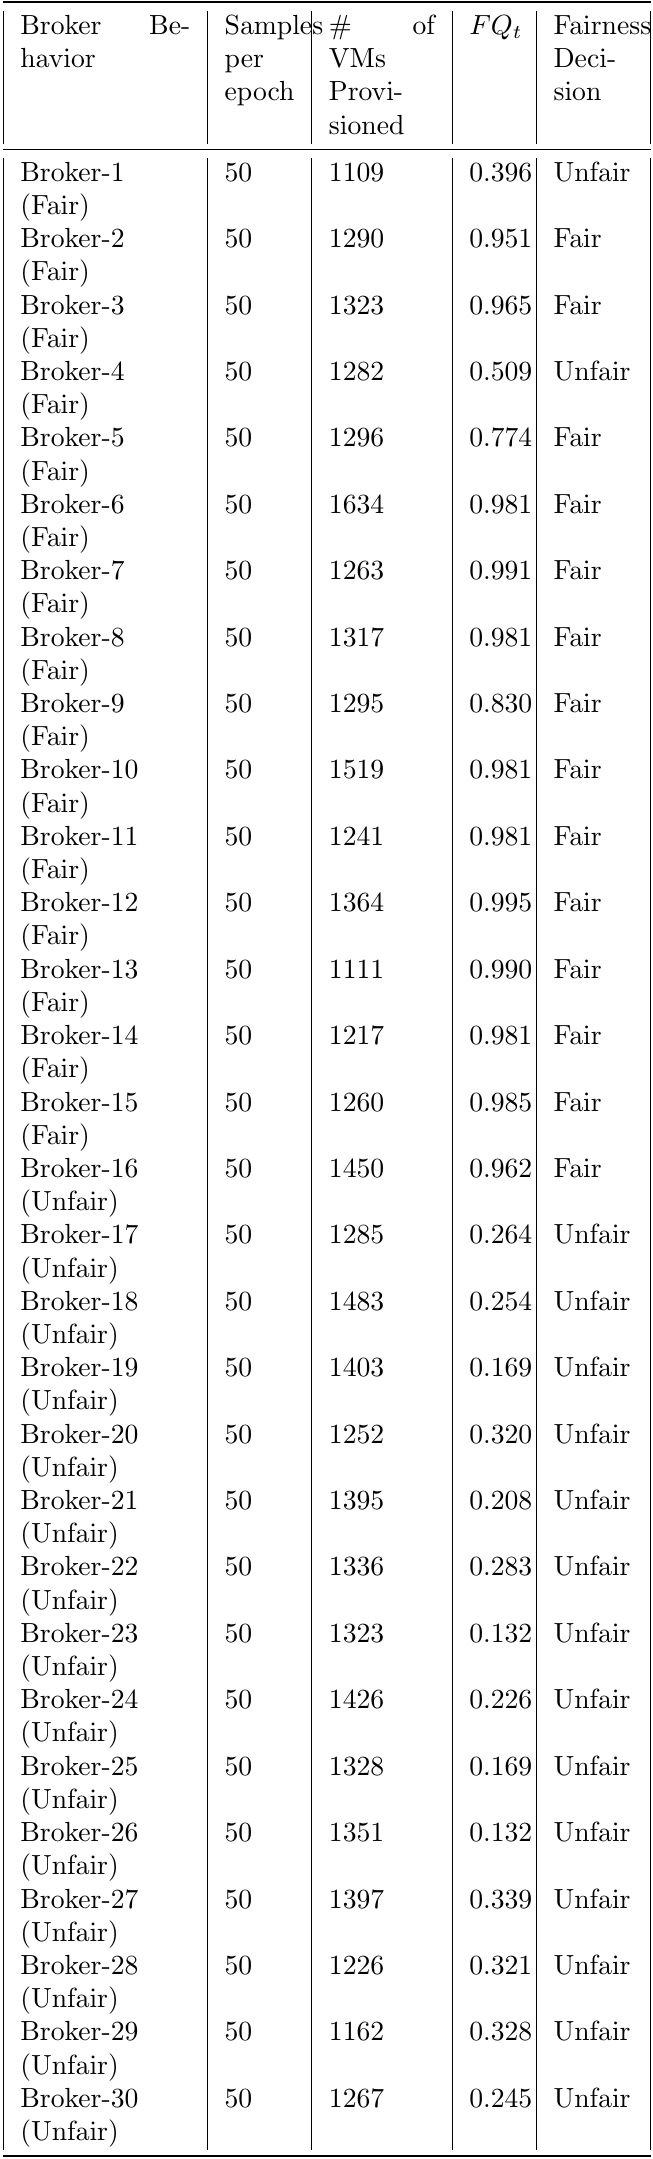 Broker Be- Samples # of FQt Fairness
havior per VMs Deci-
epoch Provi- sion
sioned
Broker-1 50 1109 0.396 Unfair
(Fair)
Broker-2 50 1290 0.951 Fair
(Fair)
Broker-3 50 1323 0.965 Fair
(Fair)
Broker-4 50 1282 0.509 Unfair
(Fair)
Broker-5 50 1296 0.774 Fair
(Fair)
Broker-6 50 1634 0.981 Fair
(Fair)
Broker-7 50 1263 0.991 Fair
(Fair)
Broker-8 50 1317 0.981 Fair
(Fair)
Broker-9 50 1295 0.830 Fair
(Fair)
Broker-10 50 1519 0.981 Fair
(Fair)
Broker-11 50 1241 0.981 Fair
(Fair)
Broker-12 50 1364 0.995 Fair
(Fair)
Broker-13 50 1111 0.990 Fair
(Fair)
Broker-14 50 1217 0.981 Fair
(Fair)
Broker-15 50 1260 0.985 Fair
(Fair)
Broker-16 50 1450 0.962 Fair
(Unfair)
Broker-17 50 1285 0.264 Unfair
(Unfair)
Broker-18 50 1483 0.254 Unfair
(Unfair)
Broker-19 50 1403 0.169 Unfair
(Unfair)
Broker-20 50 1252 0.320 Unfair
(Unfair)
Broker-21 50 1395 0.208 Unfair
(Unfair)
Broker-22 50 1336 0.283 Unfair
(Unfair)
Broker-23 50 1323 0.132 Unfair
(Unfair)
Broker-24 50 1426 0.226 Unfair
(Unfair)
Broker-25 50 1328 0.169 Unfair
(Unfair)
Broker-26 50 1351 0.132 Unfair
(Unfair)
Broker-27 50 1397 0.339 Unfair
(Unfair)
Broker-28 50 1226 0.321 Unfair
(Unfair)
Broker-29 50 1162 0.328 Unfair
(Unfair)
Broker-30 50 1267 0.245 Unfair
(Unfair)